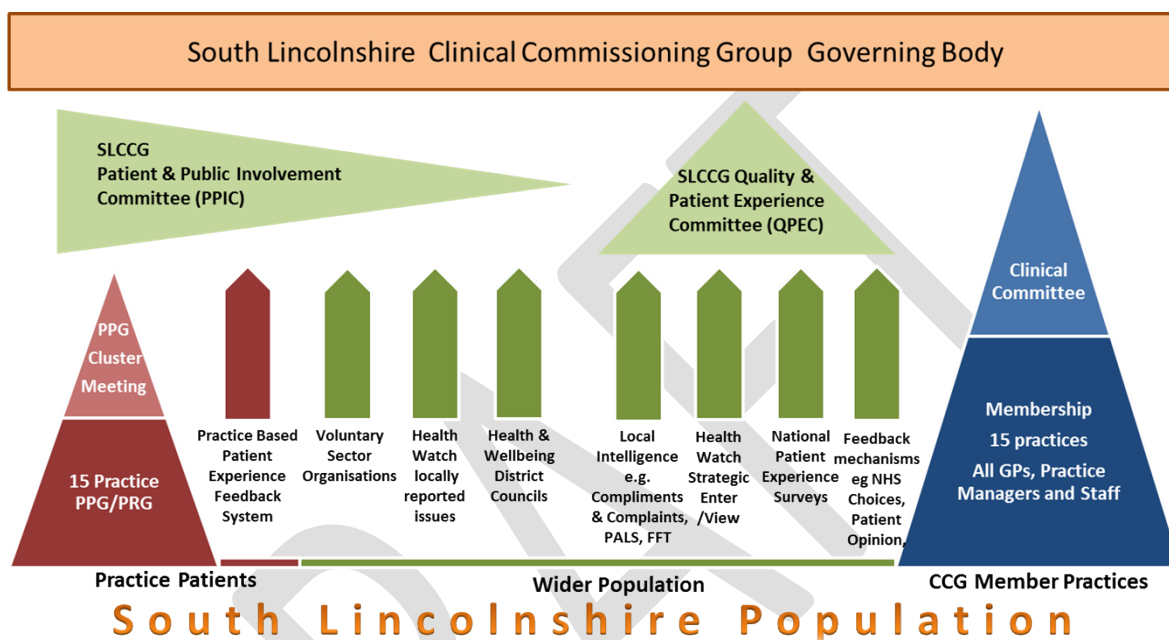 South Lincolnshire Clinical Commissioning Group Governing Body
SLCCG
Patient & Public Involvement
Committee (PPIC)
SLCCG Quality &
Patient Experience
Committee (QPEC)
Clinical
Committee
PPG
Cluster
Meeting
15 Practice
PPG/PRG
Practice Based
Patient
Experience
Feedback
System
Voluntary
Sector
Organisations
Health
Watch
locally
reported
issues
Health &
Wellbeing
District
Councils
Local
Intelligence
e.g.
Compliments
& Complaints,
PALS, FFT
Health
Watch
Strategic
Enter
/View
National
Patient
Experience
Surveys
Feedback
mechanisms
eg NHS
Choices,
Patient
Opinion,
Membership
15 practices
All GPs, Practice
Managers and Staff
Practice Patients
Wider Population
CCG Member Practices
South Lincolnshire Population
DRAFT